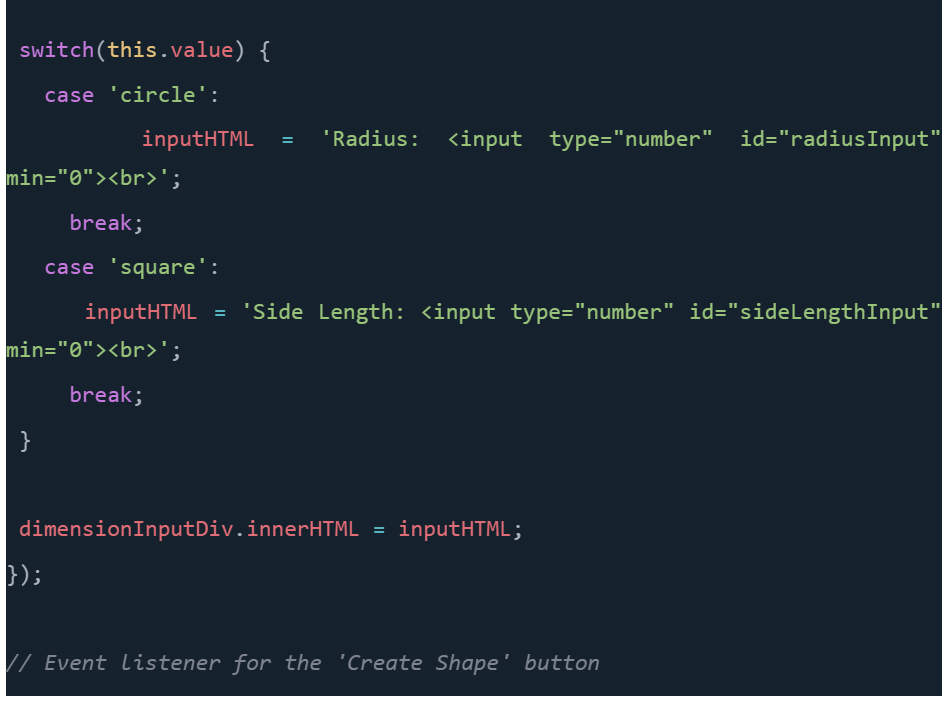 switch(this.value) {
case 'circle':
inputHTML = 'Radius: <input type="number" id="radiusInput"
min="0"><br>';
break;
case 'square':
inputHTML = 'Side Length: <input type="number" id="sideLengthInput"
min="0"><br>';
break;
}
dimensionInputDiv.innerHTML = inputHTML;
});
// Event listener for the 'Create Shape' button